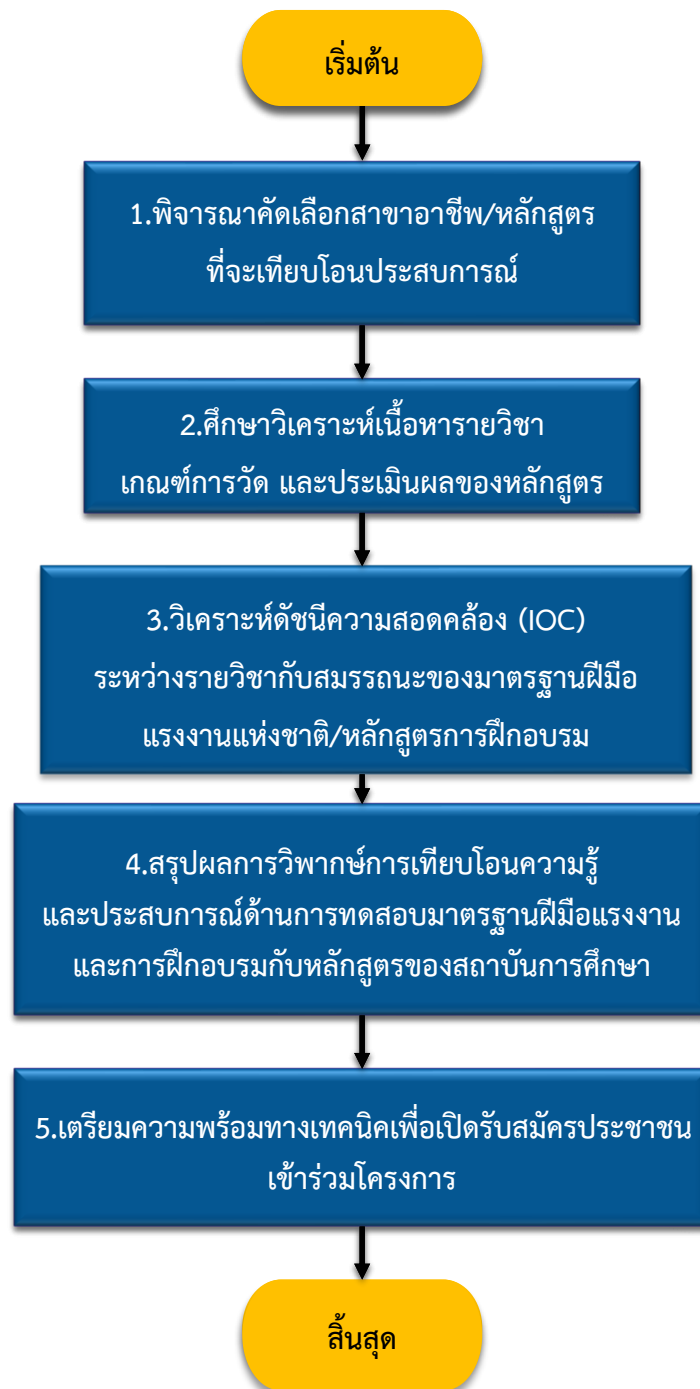 เริ่มต้น
1.พิจารณาคัดเลือกสาขาอาชีพ/หลักสูตร
ที่จะเทียบโอนประสบการณ์
2.ศึกษาวิเคราะห์เนื้อหารายวิชา
เกณฑ์การวัด และประเมินผลของหลักสูตร
3.วิเคราะห์ดัชนีความสอดคล้อง (IOC)
ระหว่างรายวิชากับสมรรถนะของมาตรฐานฝีมือ
แรงงานแห่งชาติ/หลักสูตรการฝึกอบรม
4.สรุปผลการวิพากษ์การเทียบโอนความรู้
และประสบการณ์ด้านการทดสอบมาตรฐานฝีมือแรงงาน
และการฝึกอบรมกับหลักสูตรของสถาบันการศึกษา
5.เตรียมความพร้อมทางเทคนิคเพื่อเปิดรับสมัครประชาชน
เข้าร่วมโครงการ
สิ้นสุด